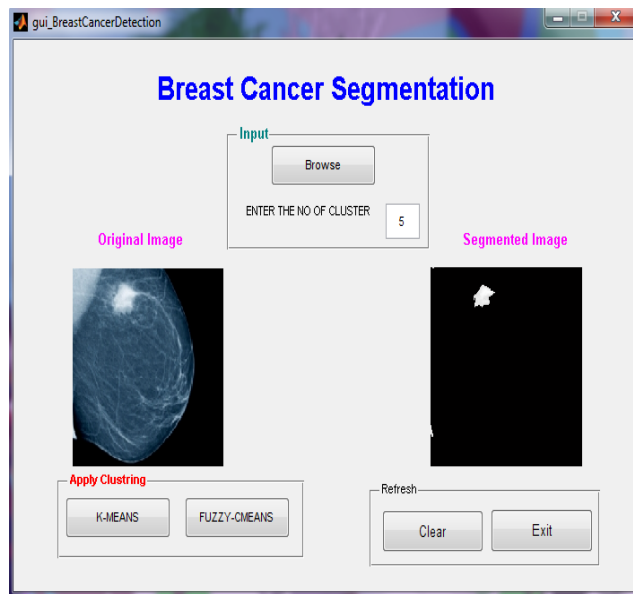 gui_BreastCancerDetection
Breast Cancer Segmentation
Input
Browse
ENTER THE NO OF CLUSTER
5
Original Image
Segmented Image
Apply Clustring
K-MEANS
FUZZY-CMEANS
Refresh
Clear
Exit